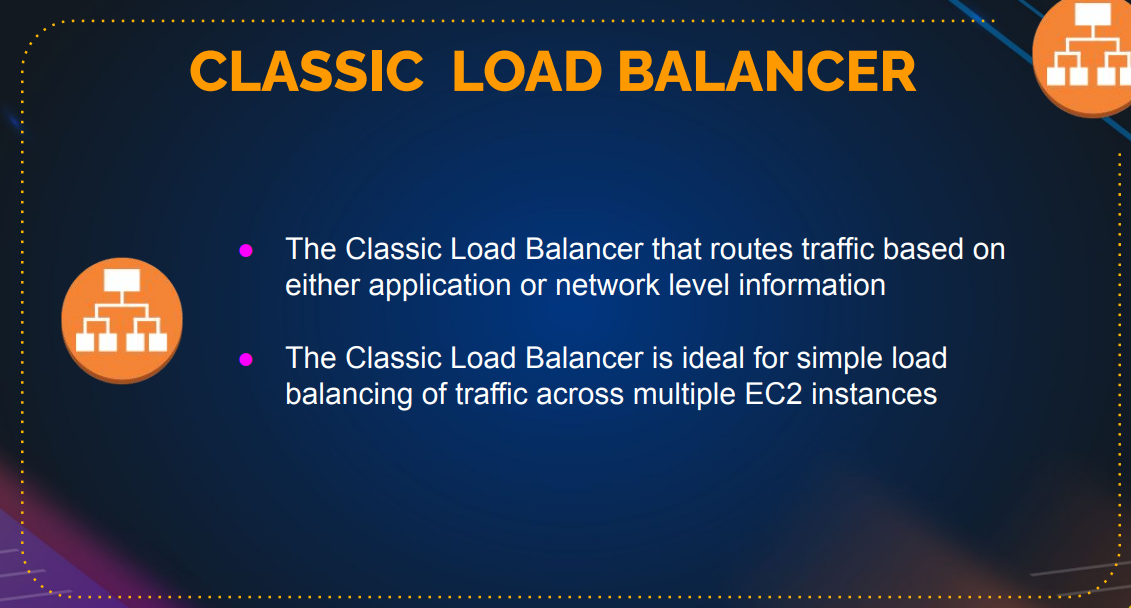 CLASSIC LOAD BALANCER
● The Classic Load Balancer that routes traffic based on
either application or network level information
● The Classic Load Balancer is ideal for simple load
balancing of traffic across multiple EC2 instances